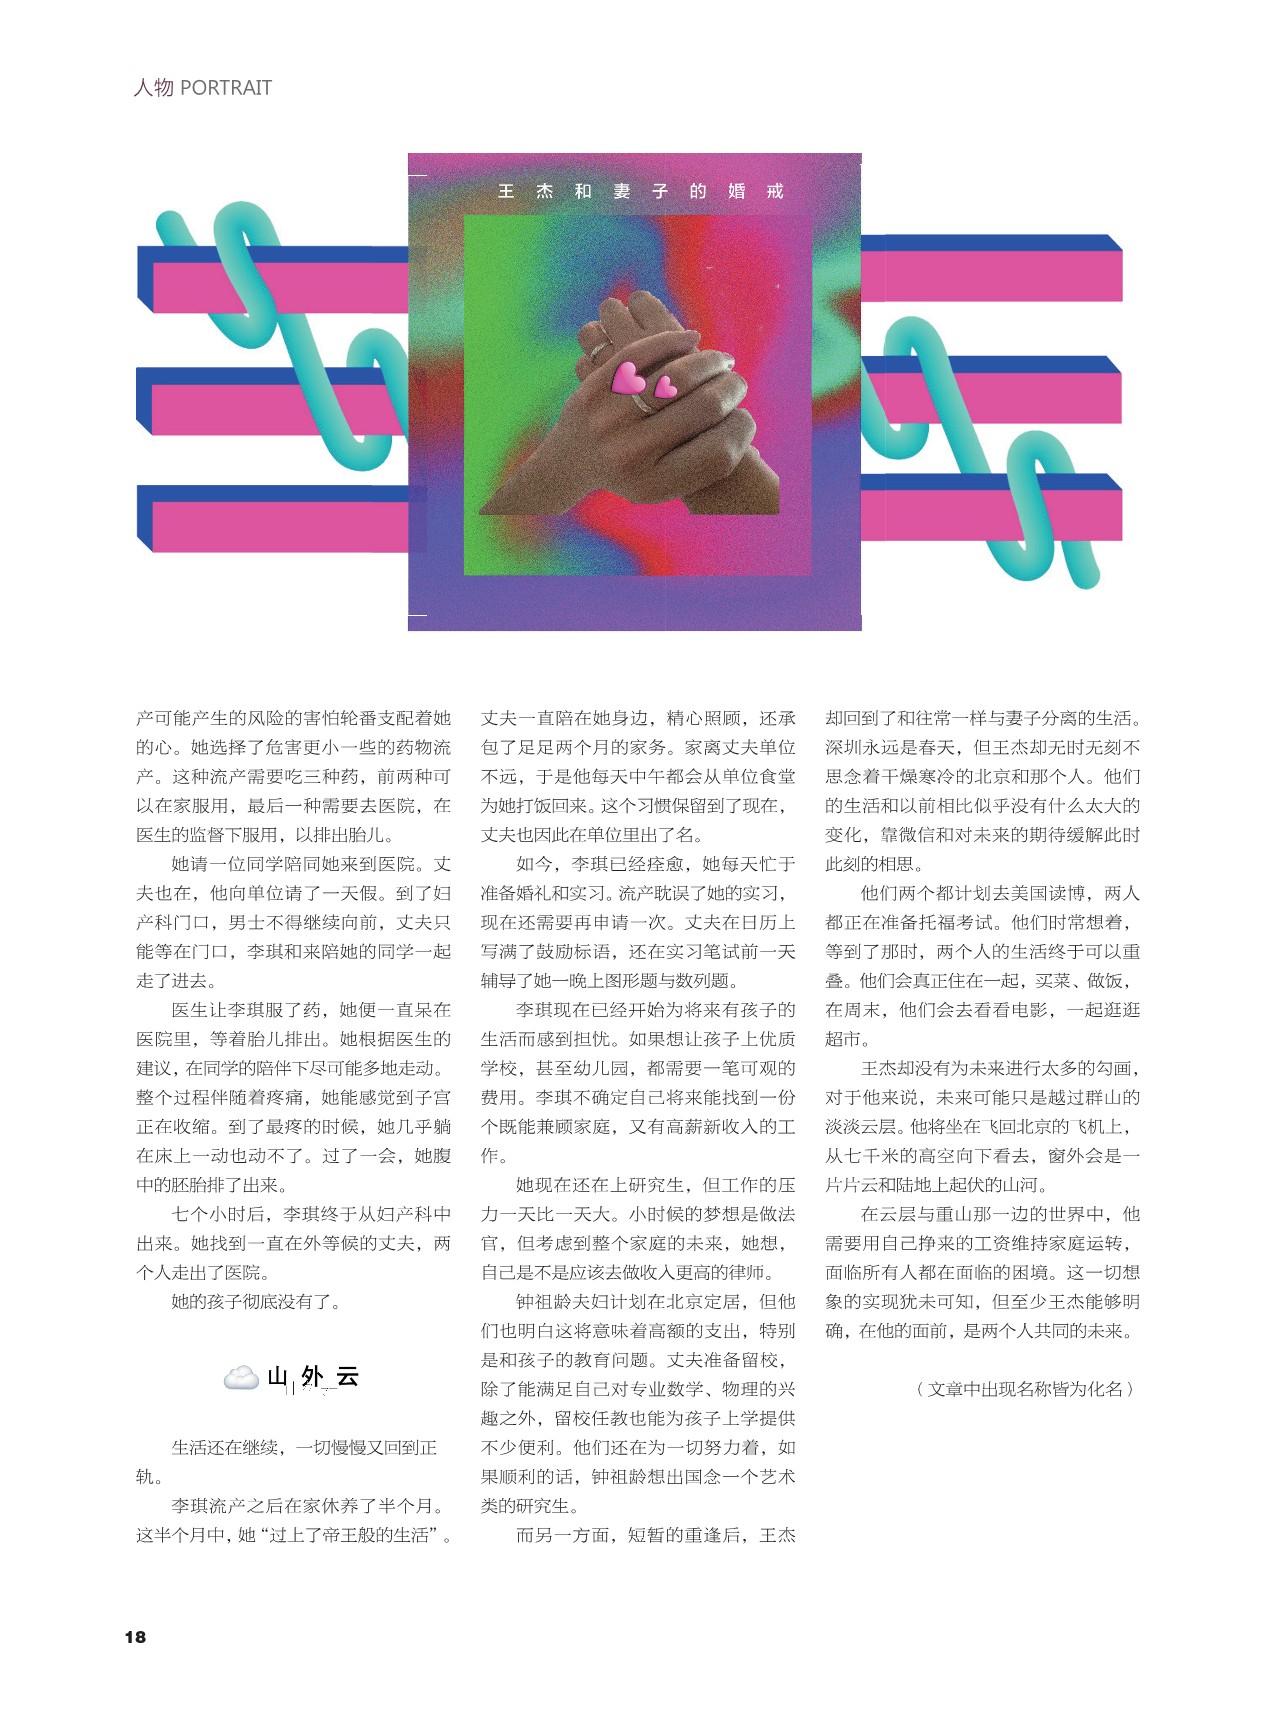 人物 PORTRAIT
王杰和妻子的婚戒
产可能产生的风险的害怕轮番支配着她
的心。她选择了危害更小一些的药物流
产。这种流产需要吃三种药，前两种可
以在家服用，最后一种需要去医院，在
医生的监督下服用，以排出胎儿。
她请一位同学陪同她来到医院。丈
夫也在，他向单位请了一天假。到了妇
产科门口，男士不得继续向前，丈夫只
能等在门口，李琪和来陪她的同学一起
走了进去。
医生让李琪服了药，她便一直呆在
医院里，等着胎儿排出。她根据医生的
建议，在同学的陪伴下尽可能多地走动。
整个过程伴随着疼痛，她能感觉到子宫
正在收缩。到了最疼的时候，她几乎躺
在床上一动也动不了。过了一会，她腹
中的胚胎排了出来。
七个小时后，李琪终于从妇产科中
出来。她找到一直在外等候的丈夫，两
个人走出了医院。
她的孩子彻底没有了。
山外云
生活还在继续，一切慢慢又回到正
轨。
李琪流产之后在家休养了半个月。
这半个月中，她“过上了帝王般的生活”。
丈夫一直陪在她身边，精心照顾，还承
包了足足两个月的家务。家离丈夫单位
不远，于是他每天中午都会从单位食堂
为她打饭回来。这个习惯保留到了现在，
丈夫也因此在单位里出了名。
如今，李琪已经痊愈，她每天忙于
准备婚礼和实习。流产耽误了她的实习，
现在还需要再申请一次。丈夫在日历上
写满了鼓励标语，还在实习笔试前一天
辅导了她一晚上图形题与数列题。
李琪现在已经开始为将来有孩子的
生活而感到担忧。如果想让孩子上优质
学校，甚至幼儿园，都需要一笔可观的
费用。李琪不确定自己将来能找到一份
个既能兼顾家庭，又有高薪新收入的工
作。
她现在还在上研究生，但工作的压
力一天比一天大。小时候的梦想是做法
官，但考虑到整个家庭的未来，她想，
自己是不是应该去做收入更高的律师。
钟祖龄夫妇计划在北京定居，但他
们也明白这将意味着高额的支出，特别
是和孩子的教育问题。丈夫准备留校，
除了能满足自己对专业数学、物理的兴
趣之外，留校任教也能为孩子上学提供
不少便利。他们还在为一切努力着，如
果顺利的话，钟祖龄想出国念一个艺术
类的研究生。
而另一方面，短暂的重逢后，王杰
却回到了和往常一样与妻子分离的生活。
深圳永远是春天，但王杰却无时无刻不
思念着干燥寒冷的北京和那个人。他们
的生活和以前相比似乎没有什么太大的
变化，靠微信和对未来的期待缓解此时
此刻的相思。
他们两个都计划去美国读博，两人
都正在准备托福考试。他们时常想着，
等到了那时，两个人的生活终于可以重
叠。他们会真正住在一起，买菜、做饭，
在周末，他们会去看看电影，一起逛逛
超市。
王杰却没有为未来进行太多的勾画，
对于他来说，未来可能只是越过群山的
淡淡云层。他将坐在飞回北京的飞机上，
从七千米的高空向下看去，窗外会是一
片片云和陆地上起伏的山河。
在云层与重山那一边的世界中，他
需要用自己挣来的工资维持家庭运转，
面临所有人都在面临的困境。这一切想
象的实现犹未可知，但至少王杰能够明
确，在他的面前，是两个人共同的未来。
（文章中出现名称皆为化名）
18